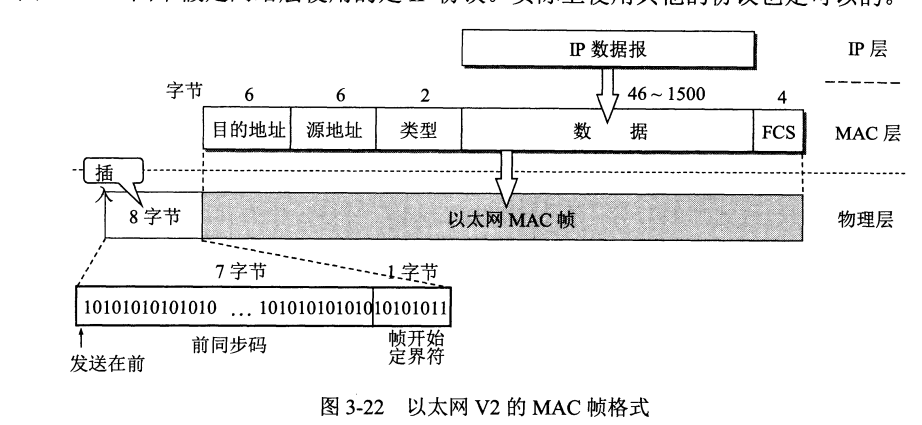 IP 数据报
IP 层
字节 6 6 2 46~1500 4
目的地址 源地址 类型 数 据 FCS
MAC 层
插入
8 字节
以太网 MAC 帧
物理层
7 字节 1 字节
10101010101010 … 101010101010 10101011
发送在前
前同步码
帧开始
定界符
图 3-22 以太网 V2 的 MAC 帧格式